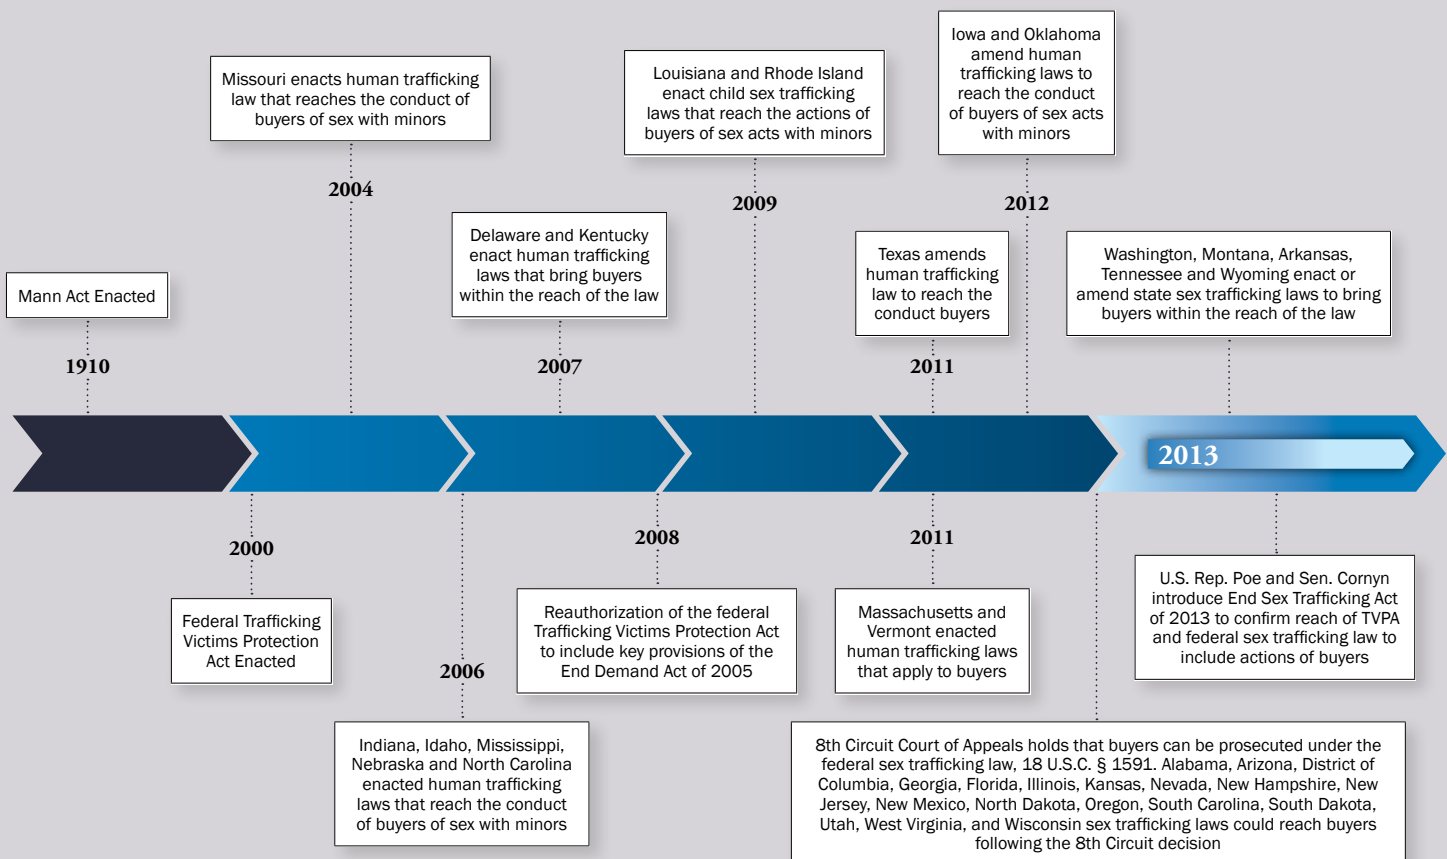 Mann Act Enacted
1910
Federal Trafficking
Victims Protection
Act Enacted
2000
Missouri enacts human trafficking
law that reaches the conduct of
buyers of sex with minors
2004
Indiana, Idaho, Mississippi,
Nebraska and North Carolina
enacted human trafficking
laws that reach the conduct
of buyers of sex with minors
2006
Delaware and Kentucky
enact human trafficking
laws that bring buyers
within the reach of the law
2007
Reauthorization of the federal
Trafficking Victims Protection Act
to include key provisions of the
End Demand Act of 2005
2008
Louisiana and Rhode Island
enact child sex trafficking
laws that reach the actions of
buyers of sex acts with minors
2009
Texas amends
human trafficking
law to reach the
conduct buyers
2011
Massachusetts and
Vermont enacted
human trafficking laws
that apply to buyers
2011
Iowa and Oklahoma
amend human
trafficking laws to
reach the conduct
of buyers of sex acts
with minors
2012
Washington, Montana, Arkansas,
Tennessee and Wyoming enact or
amend state sex trafficking laws to bring
buyers within the reach of the law
2013
U.S. Rep. Poe and Sen. Cornyn
introduce End Sex Trafficking Act
of 2013 to confirm reach of TVPA
and federal sex trafficking law to
include actions of buyers
8th Circuit Court of Appeals holds that buyers can be prosecuted under the
federal sex trafficking law, 18 U.S.C. § 1591. Alabama, Arizona, District of
Columbia, Georgia, Florida, Illinois, Kansas, Nevada, New Hampshire, New
Jersey, New Mexico, North Dakota, Oregon, South Carolina, South Dakota,
Utah, West Virginia, and Wisconsin sex trafficking laws could reach buyers
following the 8th Circuit decision